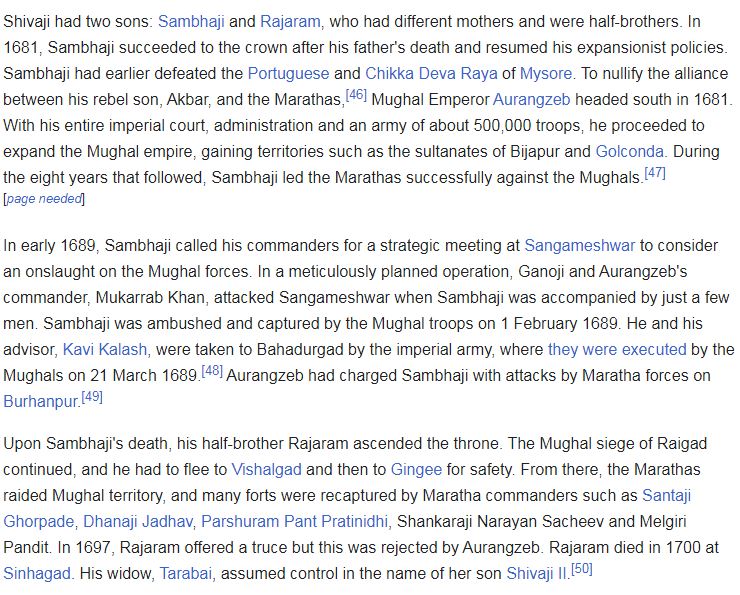 Shivaji had two sons: Sambhaji and Rajaram, who had different mothers and were half-brothers. In
1681, Sambhaji succeeded to the crown after his father's death and resumed his expansionist policies.
Sambhaji had earlier defeated the Portuguese and Chikka Deva Raya of Mysore. To nullify the alliance
between his rebel son, Akbar, and the Marathas,[46] Mughal Emperor Aurangzeb headed south in 1681.
With his entire imperial court, administration and an army of about 500,000 troops, he proceeded to
expand the Mughal empire, gaining territories such as the sultanates of Bijapur and Golconda. During
the eight years that followed, Sambhaji led the Marathas successfully against the Mughals.[47]
[page needed]
In early 1689, Sambhaji called his commanders for a strategic meeting at Sangameshwar to consider
an onslaught on the Mughal forces. In a meticulously planned operation, Ganoji and Aurangzeb's
commander, Mukarrab Khan, attacked Sangameshwar when Sambhaji was accompanied by just a few
men. Sambhaji was ambushed and captured by the Mughal troops on 1 February 1689. He and his
advisor, Kavi Kalash, were taken to Bahadurgad by the imperial army, where they were executed by the
Mughals on 21 March 1689.[48] Aurangzeb had charged Sambhaji with attacks by Maratha forces on
Burhanpur.[49]
Upon Sambhaji's death, his half-brother Rajaram ascended the throne. The Mughal siege of Raigad
continued, and he had to flee to Vishalgad and then to Gingee for safety. From there, the Marathas
raided Mughal territory, and many forts were recaptured by Maratha commanders such as Santaji
Ghorpade, Dhanaji Jadhav, Parshuram Pant Pratinidhi, Shankaraji Narayan Sacheev and Melgiri
Pandit. In 1697, Rajaram offered a truce but this was rejected by Aurangzeb. Rajaram died in 1700 at
Sinhagad. His widow, Tarabai, assumed control in the name of her son Shivaji II.[50]